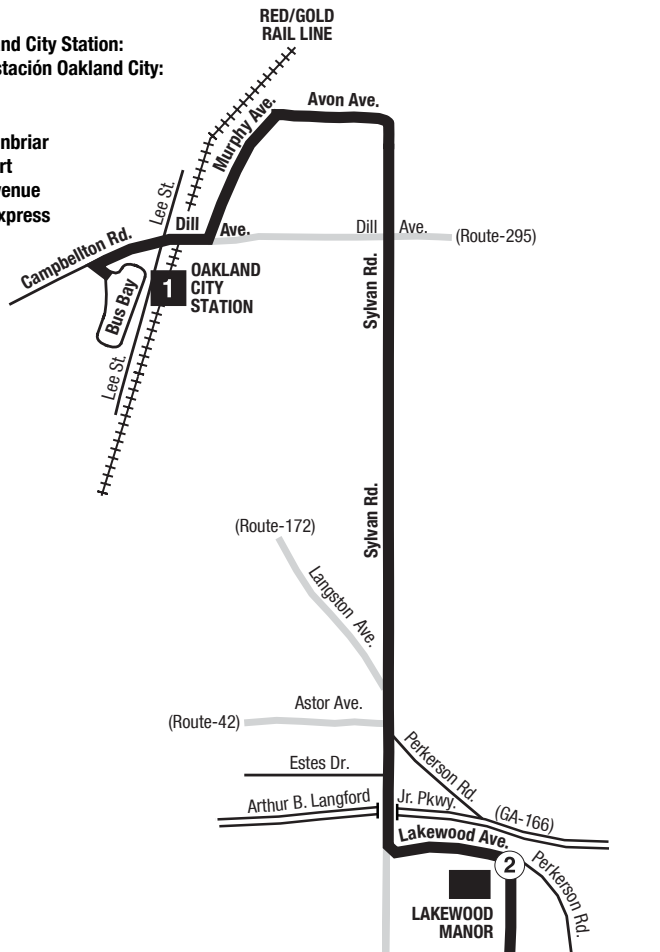 RED/GOLD
RAIL LINE
nd City Station:
stación Oakland City:
nbriar
rt
venue
xpress
Avon Ave.
Murphy Ave.
Lee St.
Dill
Ave.
Dill
Ave.
(Route-295)
Campbellton Rd.
Bus Bay
1
OAKLAND
CITY
STATION
Sylvan Rd.
Lee St.
Sylvan Rd.
(Route-172)
Langston Ave.
Astor Ave.
(Route-42)
Perkerson Rd.
Estes Dr.
Arthur B. Langford
Jr. Pkwy.
(GA-166)
Lakewood Ave.
2
Perkerson Rd.
LAKEWOOD
MANOR